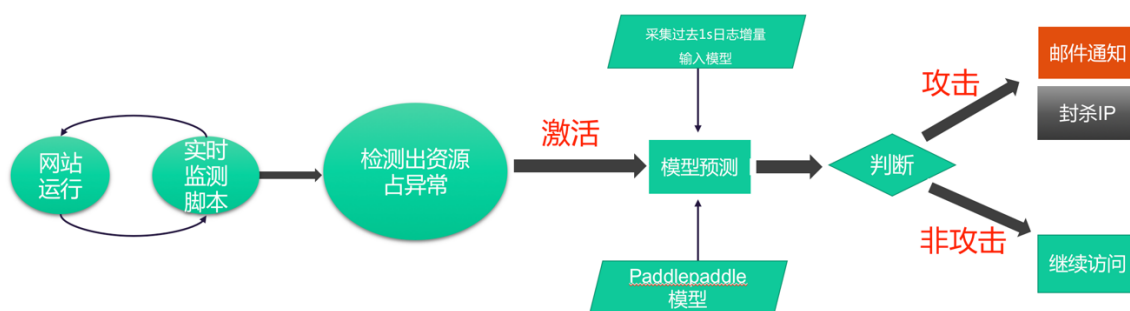 网站
运行
实时
监测
脚本
检测出资源
占异常
激活
采集过去1s日志增量
输入模型
模型预测
Paddlepaddle
模型
判断
攻击
非攻击
邮件通知
封杀IP
继续访问